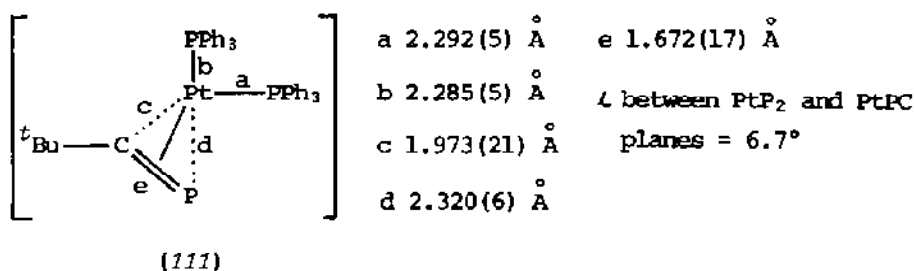 PPh₃
b
a
Pt
PPh₃
c
d
ᵗBu
C
e
P
a 2.292(5) Å
e 1.672(17) Å
b 2.285(5) Å
∠ between PtP₂ and PtPC
planes = 6.7°
c 1.973(21) Å
d 2.320(6) Å
(111)